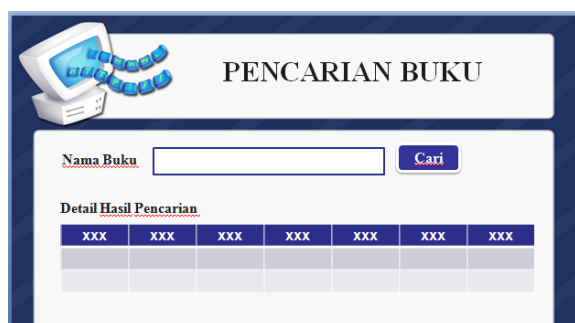 PENCARIAN BUKU
Nama Buku Cari
Detail Hasil Pencarian
xxx xxx xxx xxx xxx xxx xxx